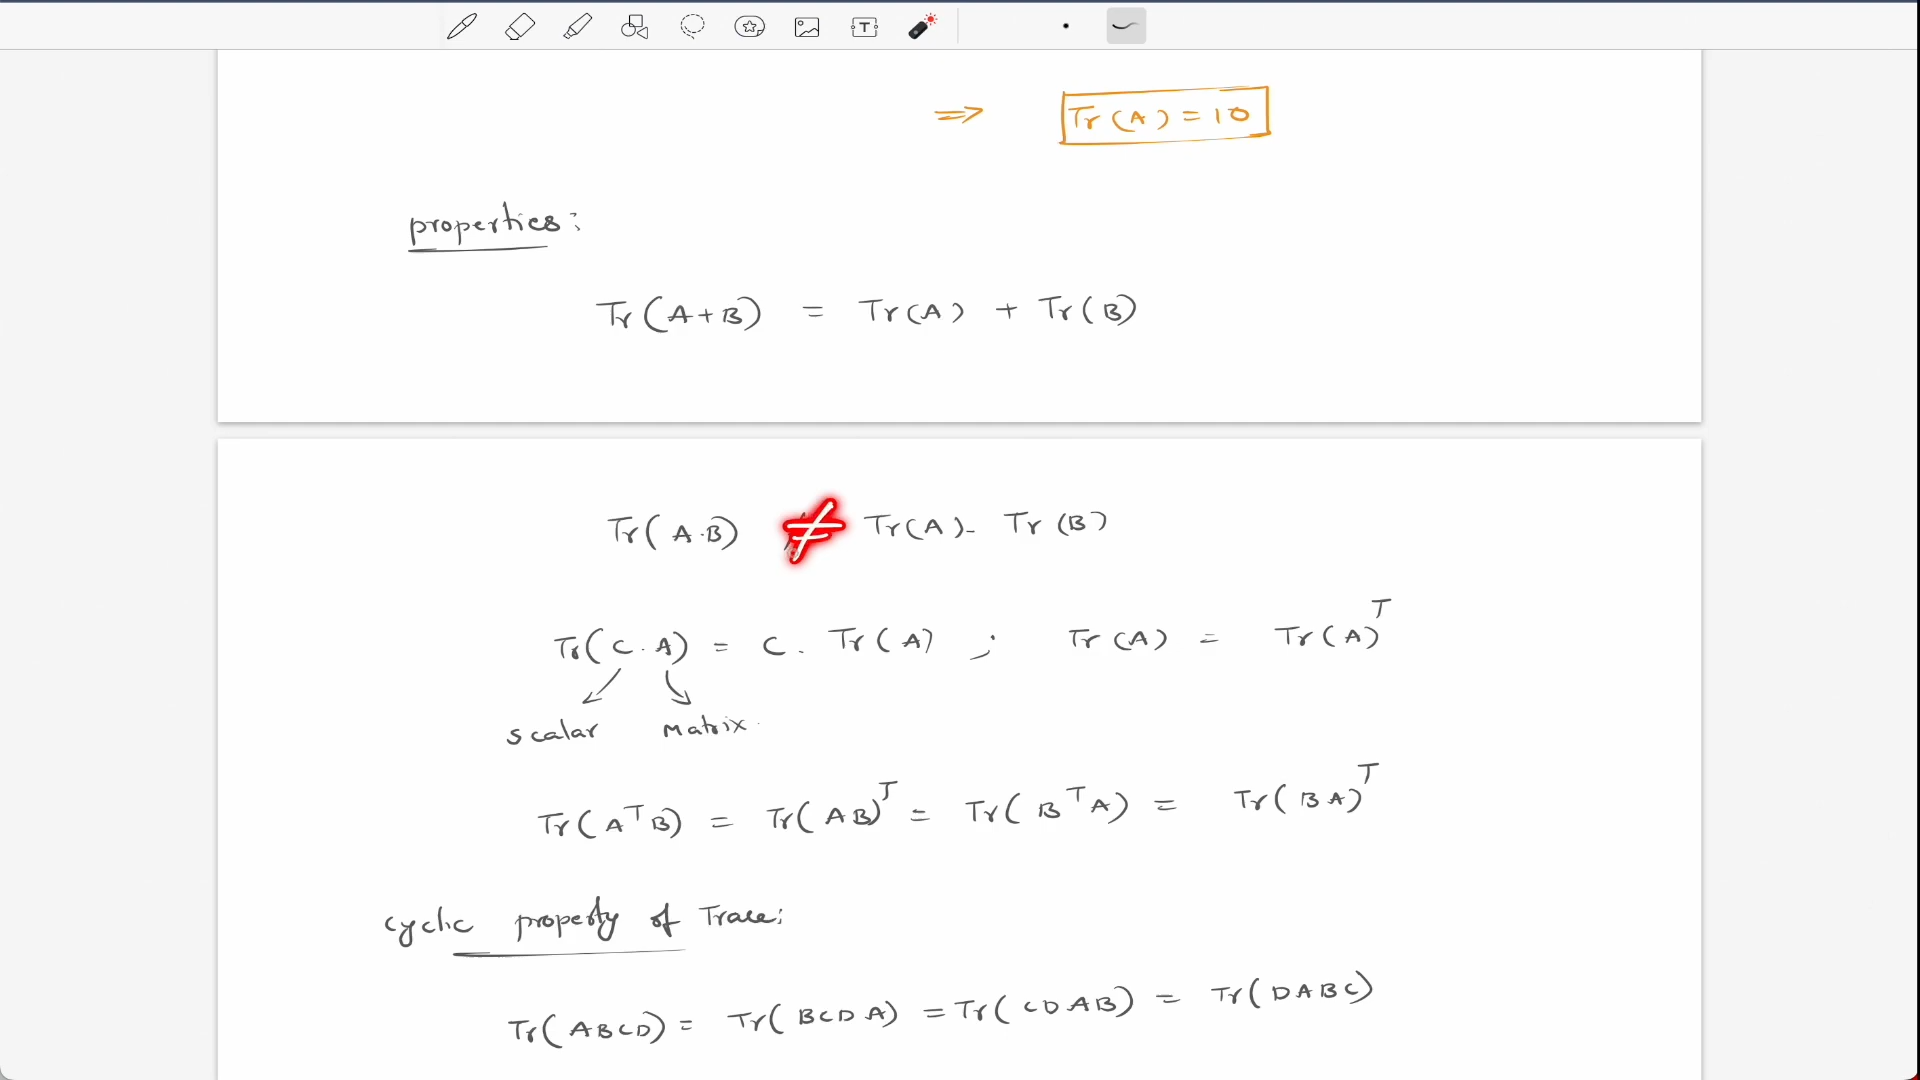 ⇒ Tr(A) = 10
properties:
Tr(A+B) = Tr(A) + Tr(B)
Tr(A.B) ≠ Tr(A). Tr(B)
Tr(C.A) = C. Tr(A) ; Tr(A) = Tr(A)^T
scalar Matrix.
Tr(A^T B) = Tr(AB)^T = Tr(B^T A) = Tr(BA)^T
cyclic property of Trace:
Tr(ABCD) = Tr(BCDA) = Tr(CDAB) = Tr(DABC)